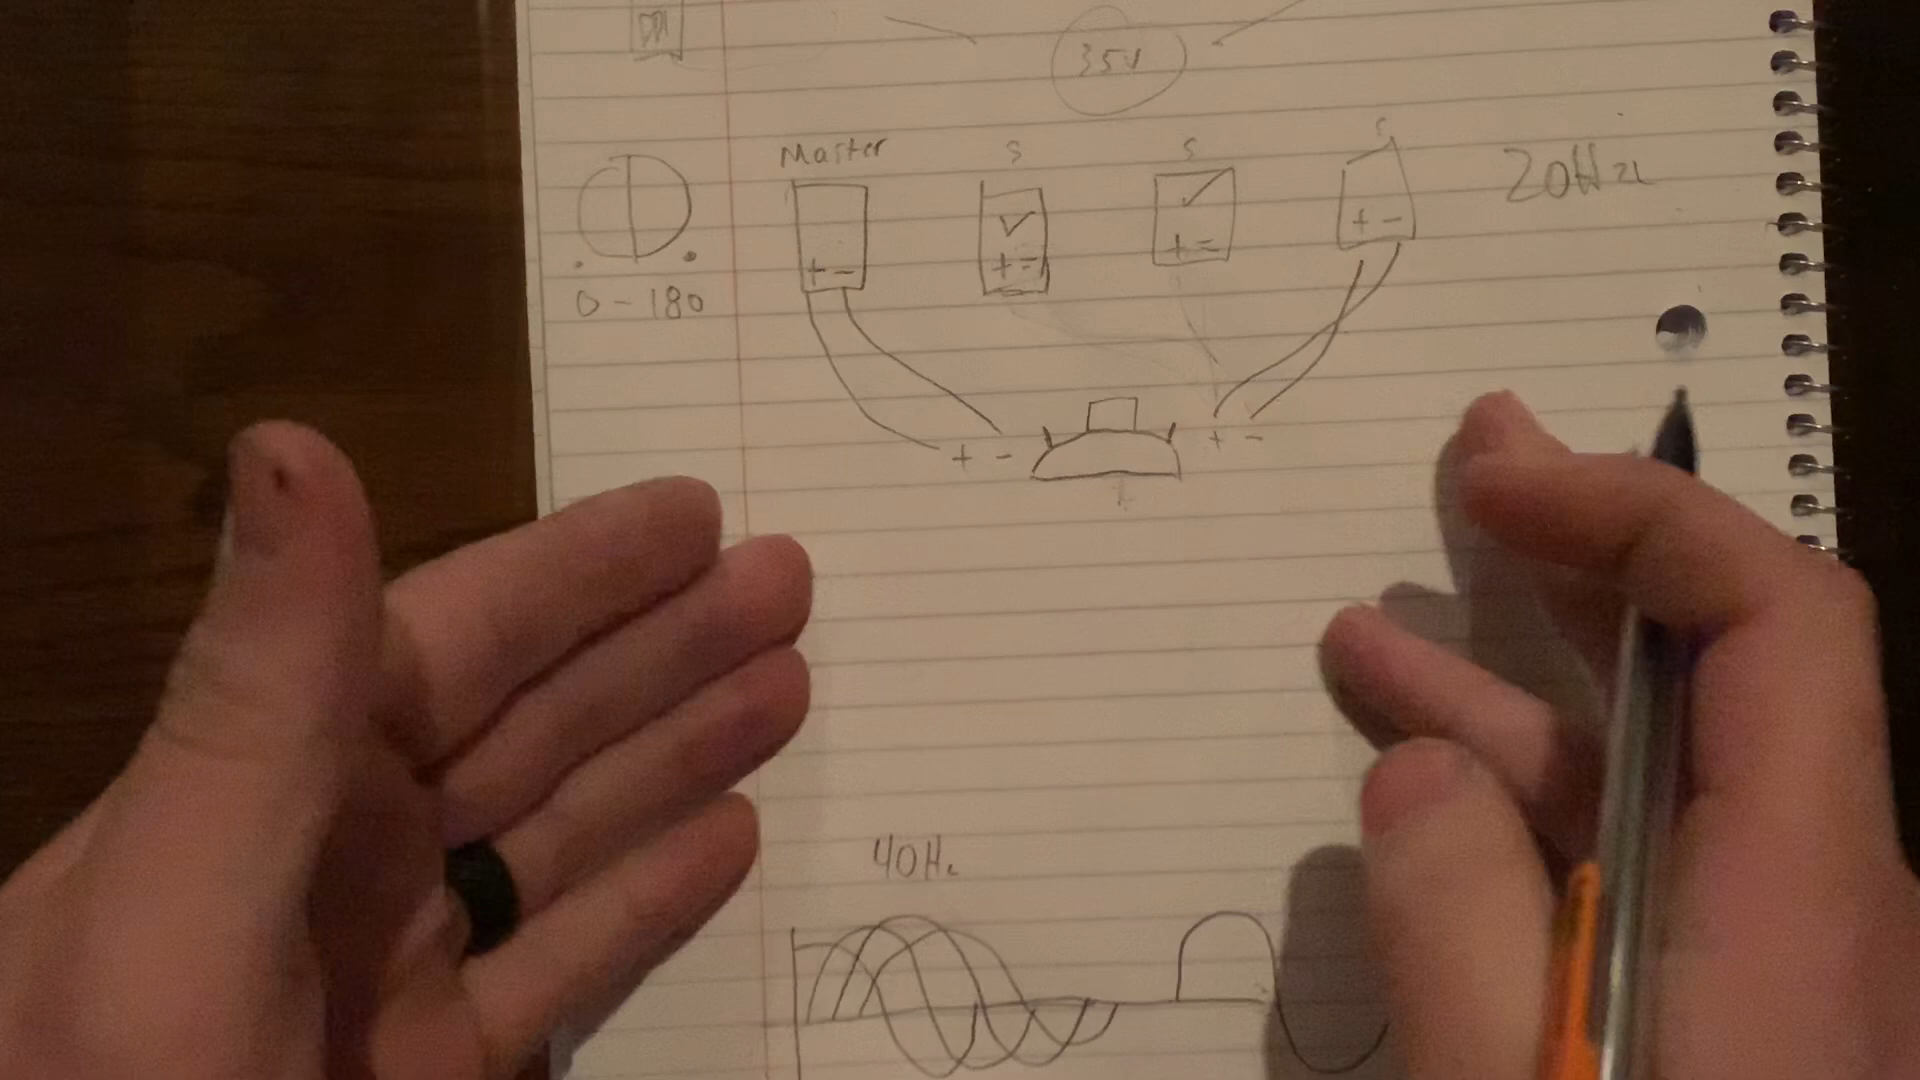 35V
Master S S S
20Hz
+ - + - + - + -
0-180
+ - + -
40Hz